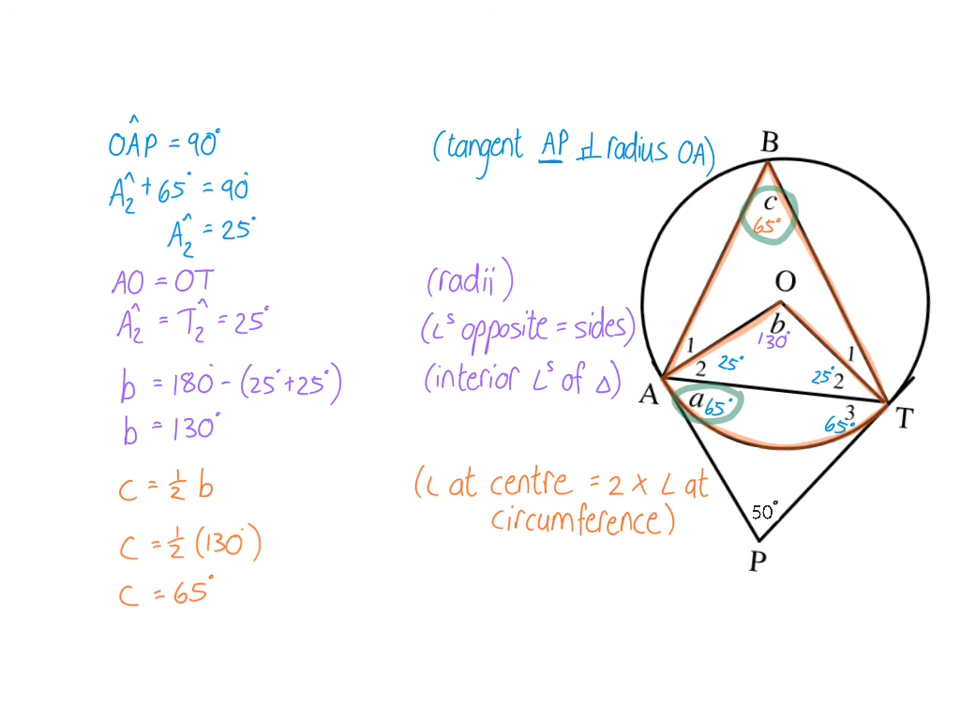 OÂP = 90° (tangent AP ⊥ radius OA)
Â₂ + 65° = 90°
Â₂ = 25°
AO = OT (radii)
Â₂ = T̂₂ = 25° (∠ˢ opposite = sides)
b = 180° - (25° + 25°) (interior ∠ˢ of Δ)
b = 130°
c = ½ b (∠ at centre = 2 × ∠ at
circumference)
c = ½ (130°)
c = 65°
B
c
65°
O
b
130°
1
2 25°
1
25° 2
A
a 65°
3
65°
T
50°
P